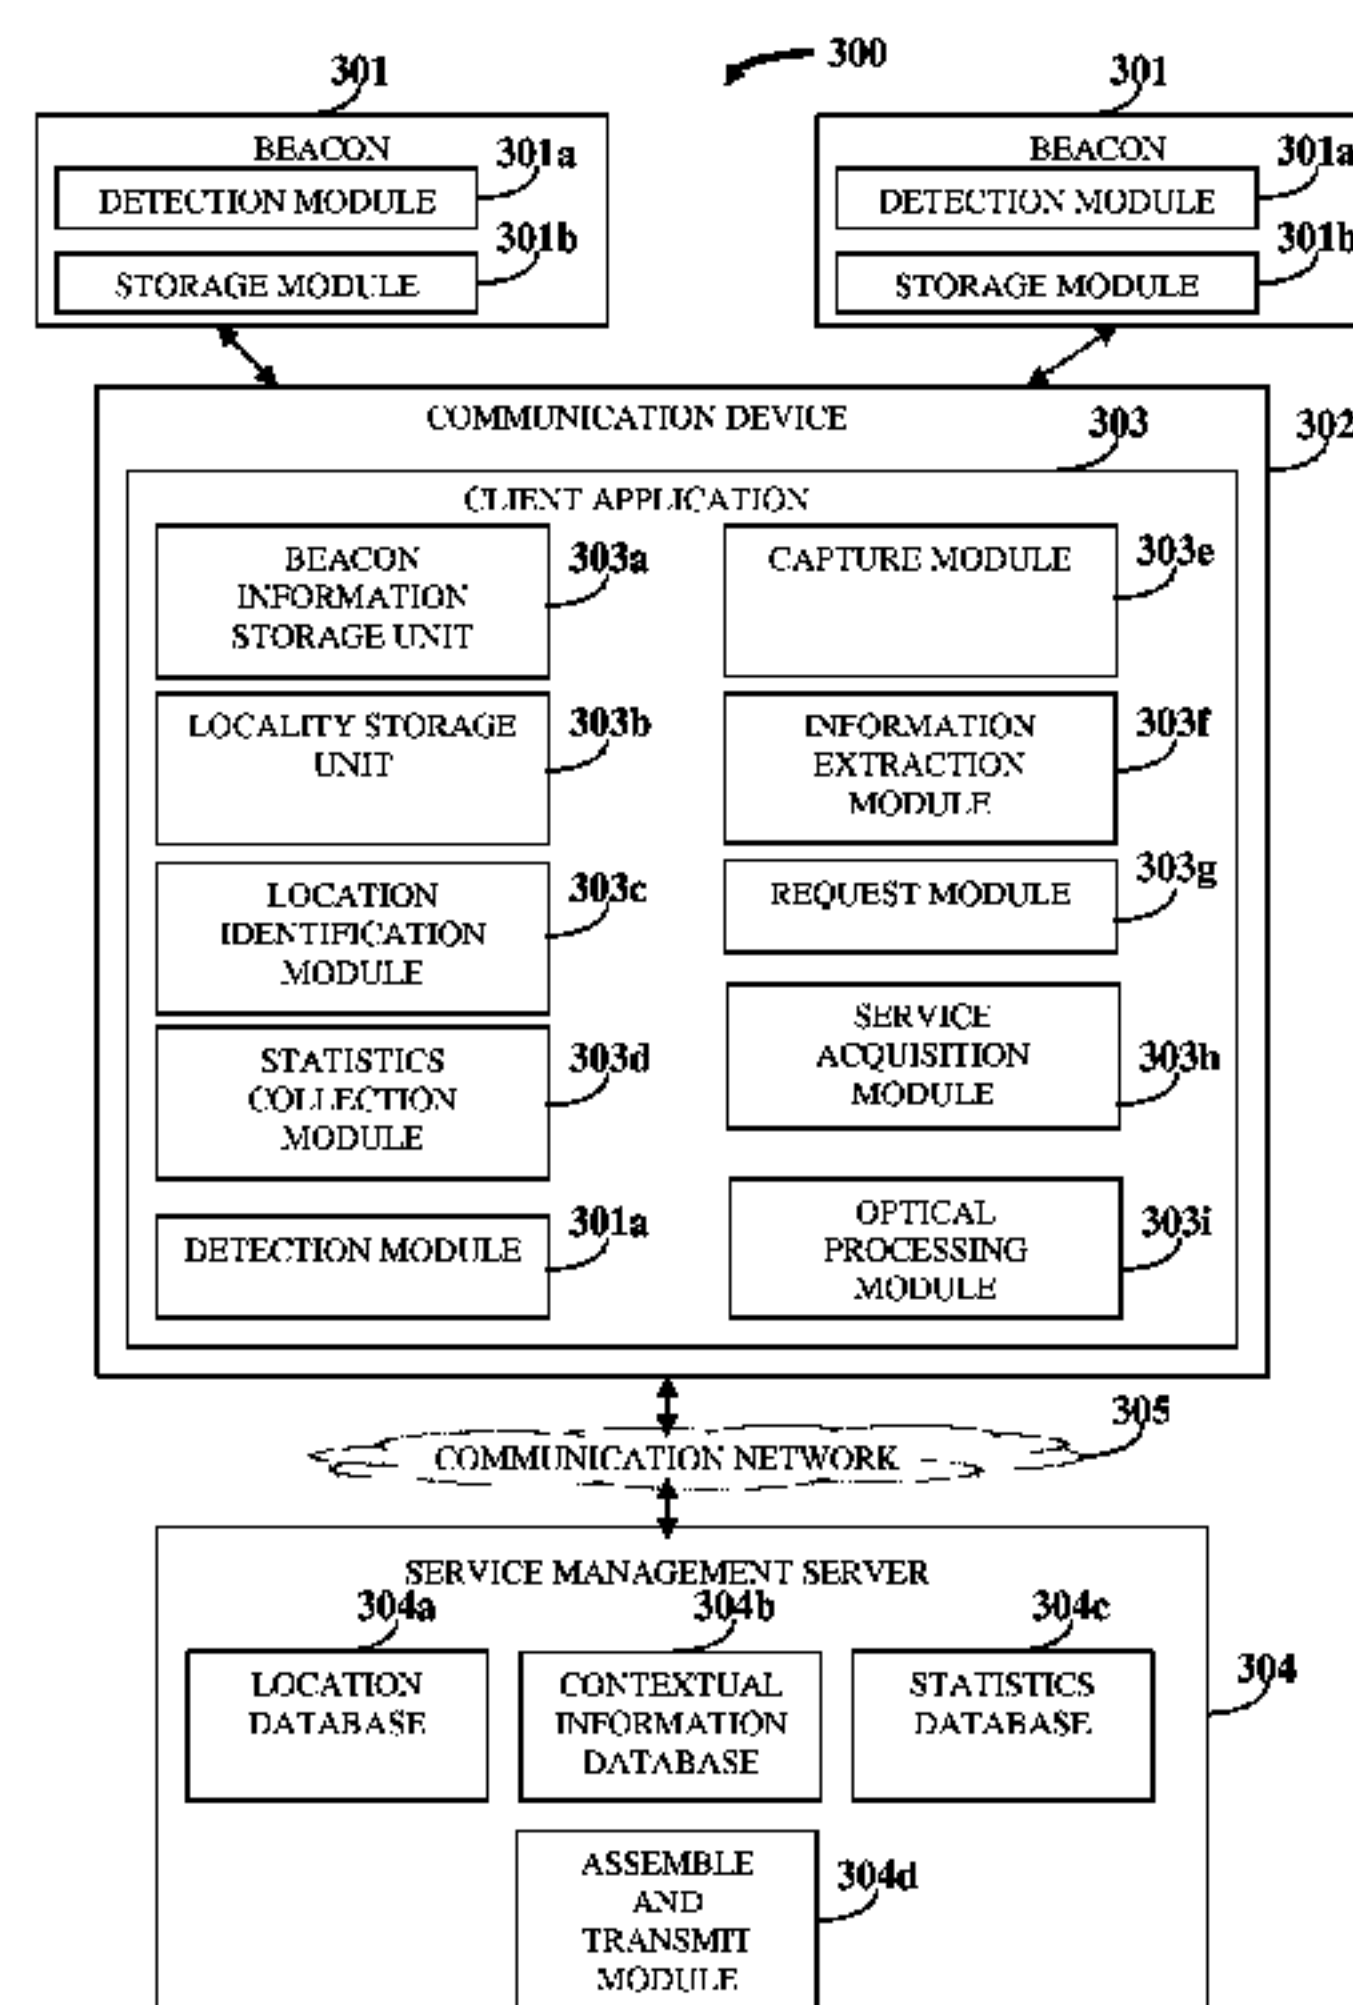 300
301
301
BEACON
301a
DETECTION MODULE
301b
STORAGE MODULE
BEACON
301a
DETECTION MODULE
301b
STORAGE MODULE
COMMUNICATION DEVICE
303
302
CLIENT APPLICATION
BEACON
INFORMATION
STORAGE UNIT
303a
CAPTURE MODULE
303e
LOCALITY STORAGE
UNIT
303b
INFORMATION
EXTRACTION
MODULE
303f
LOCATION
IDENTIFICATION
MODULE
303c
REQUEST MODULE
303g
STATISTICS
COLLECTION
MODULE
303d
SERVICE
ACQUISITION
MODULE
303h
DETECTION MODULE
301a
OPTICAL
PROCESSING
MODULE
303i
305
COMMUNICATION NETWORK
SERVICE MANAGEMENT SERVER
304a
304b
304c
304
LOCATION
DATABASE
CONTEXTUAL
INFORMATION
DATABASE
STATISTICS
DATABASE
ASSEMBLE
AND
TRANSMIT
MODULE
304d